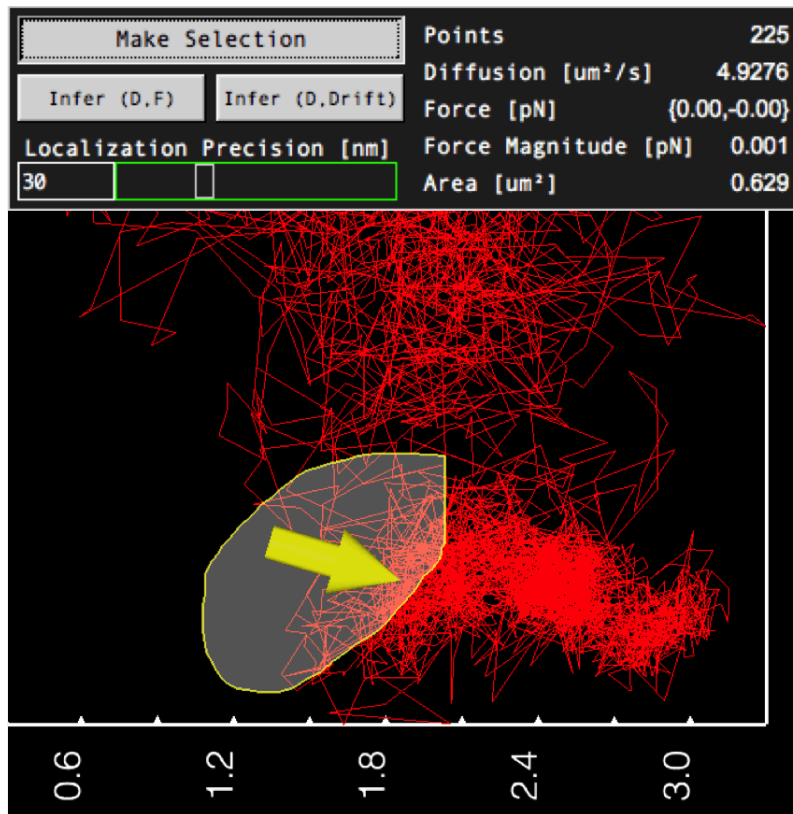 Make Selection
Infer (D,F) Infer (D,Drift)
Localization Precision [nm]
30
Points 225
Diffusion [um²/s] 4.9276
Force [pN] {0.00,-0.00}
Force Magnitude [pN] 0.001
Area [um²] 0.629
0.6 1.2 1.8 2.4 3.0